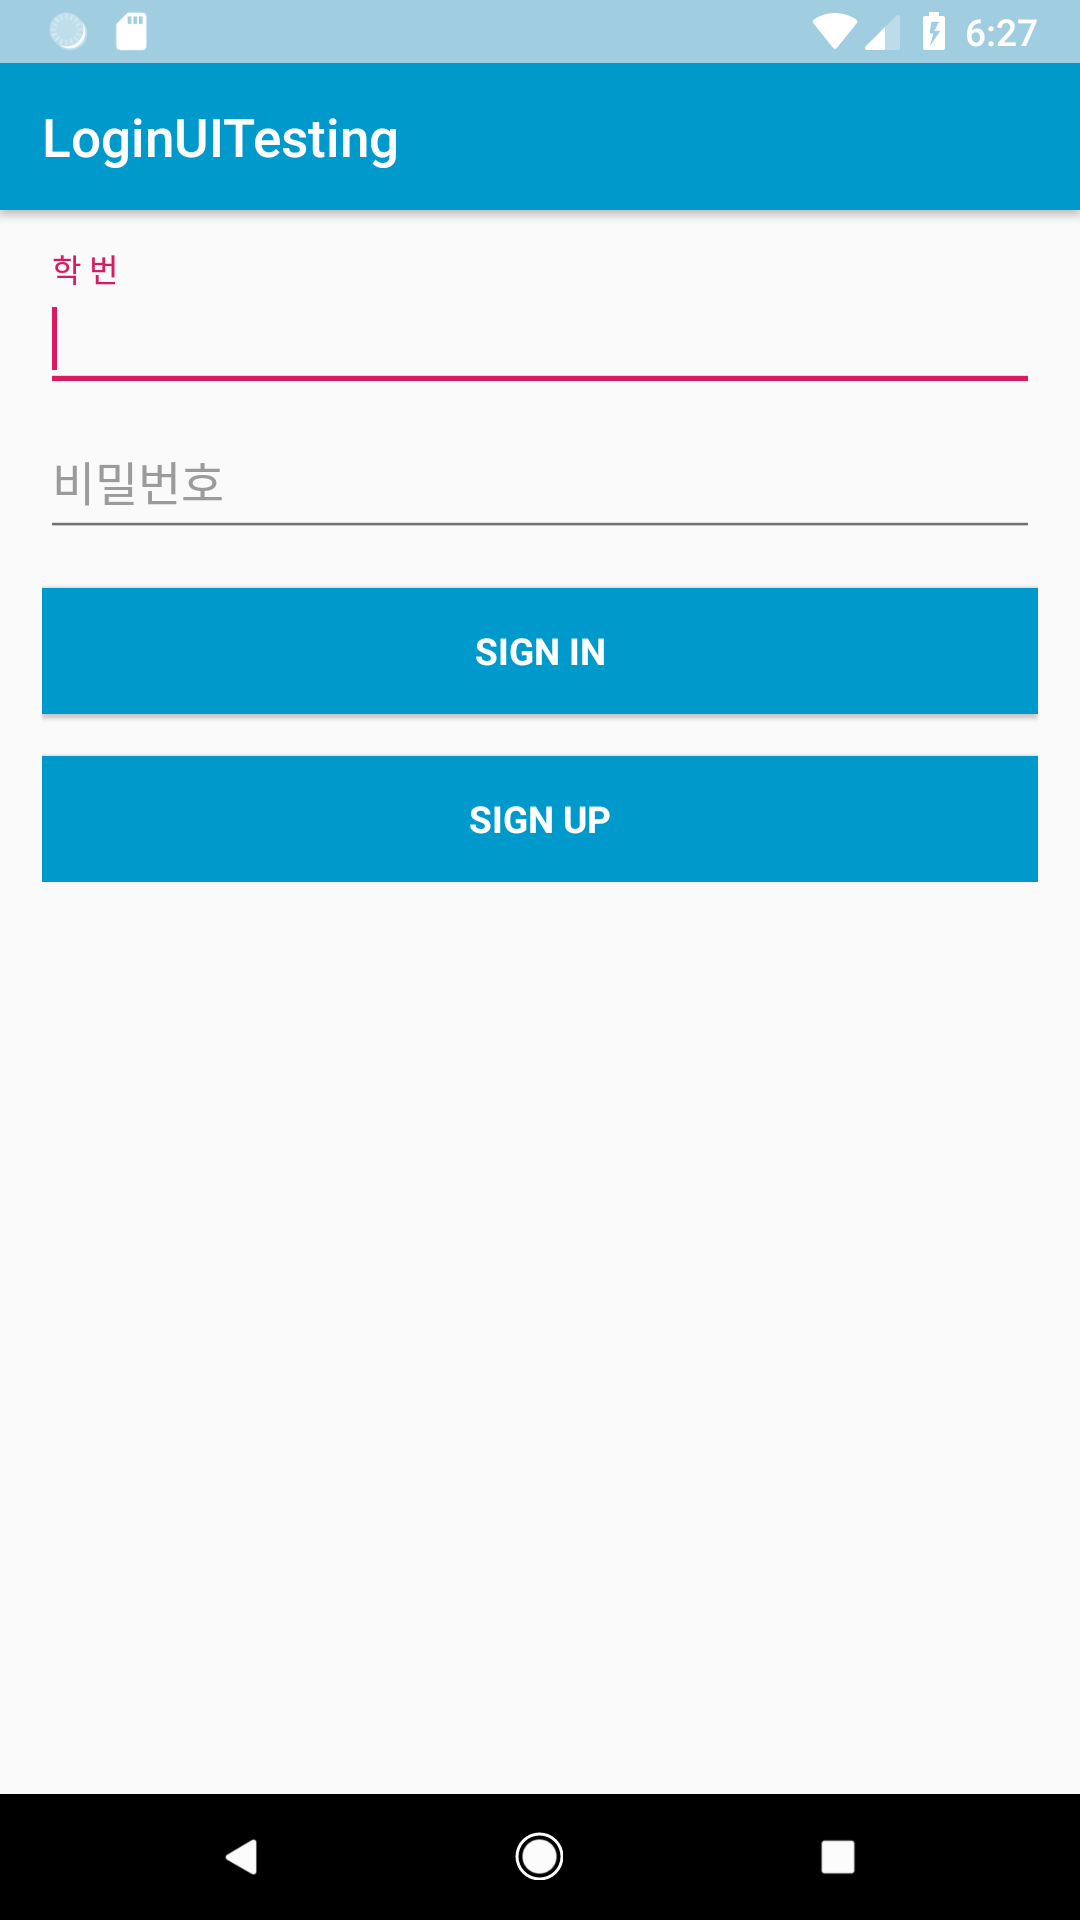 6:27
LoginUITesting
학 번
비밀번호
SIGN IN
SIGN UP